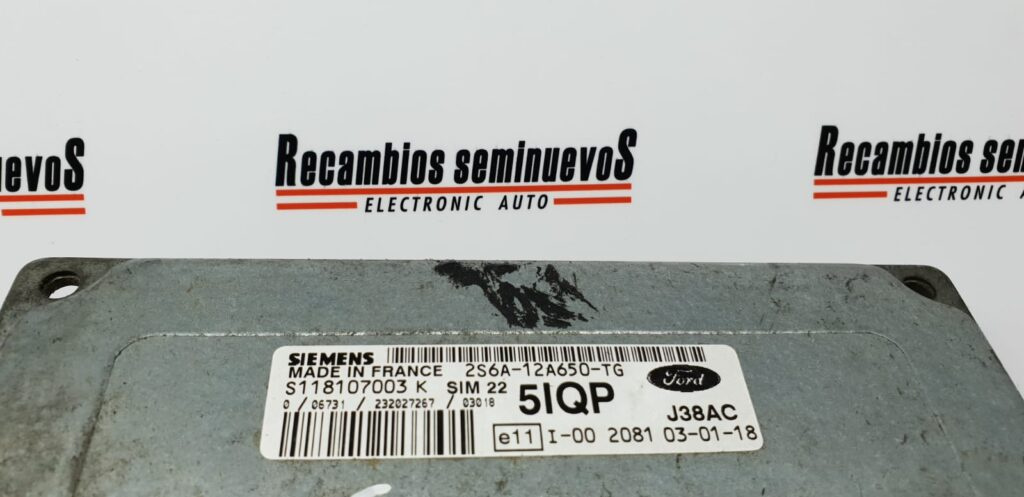 uevoS
Recambios seminuevoS
ELECTRONIC AUTO
Recambios sem
ELECTRONIC A
SIEMENS
MADE IN FRANCE 2S6A-12A650-TG
Ford
S118107003 K SIM 22
0 / 06731 / 232027267 / 03018
5IQP
J38AC
e11 I-00 2081 03-01-18